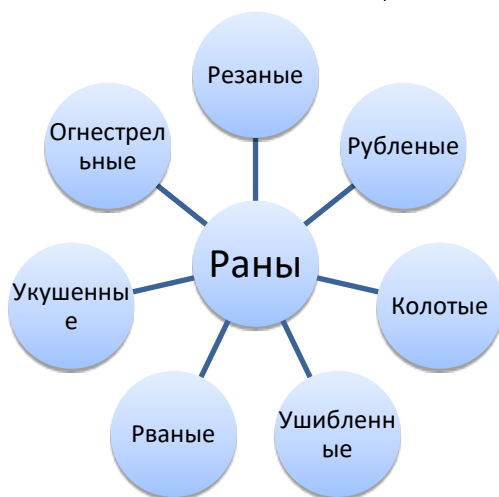 Резаные
Рубленые
Колотые
Ушибленн
ые
Рваные
Укушенны
е
Огнестрел
ьные
Раны